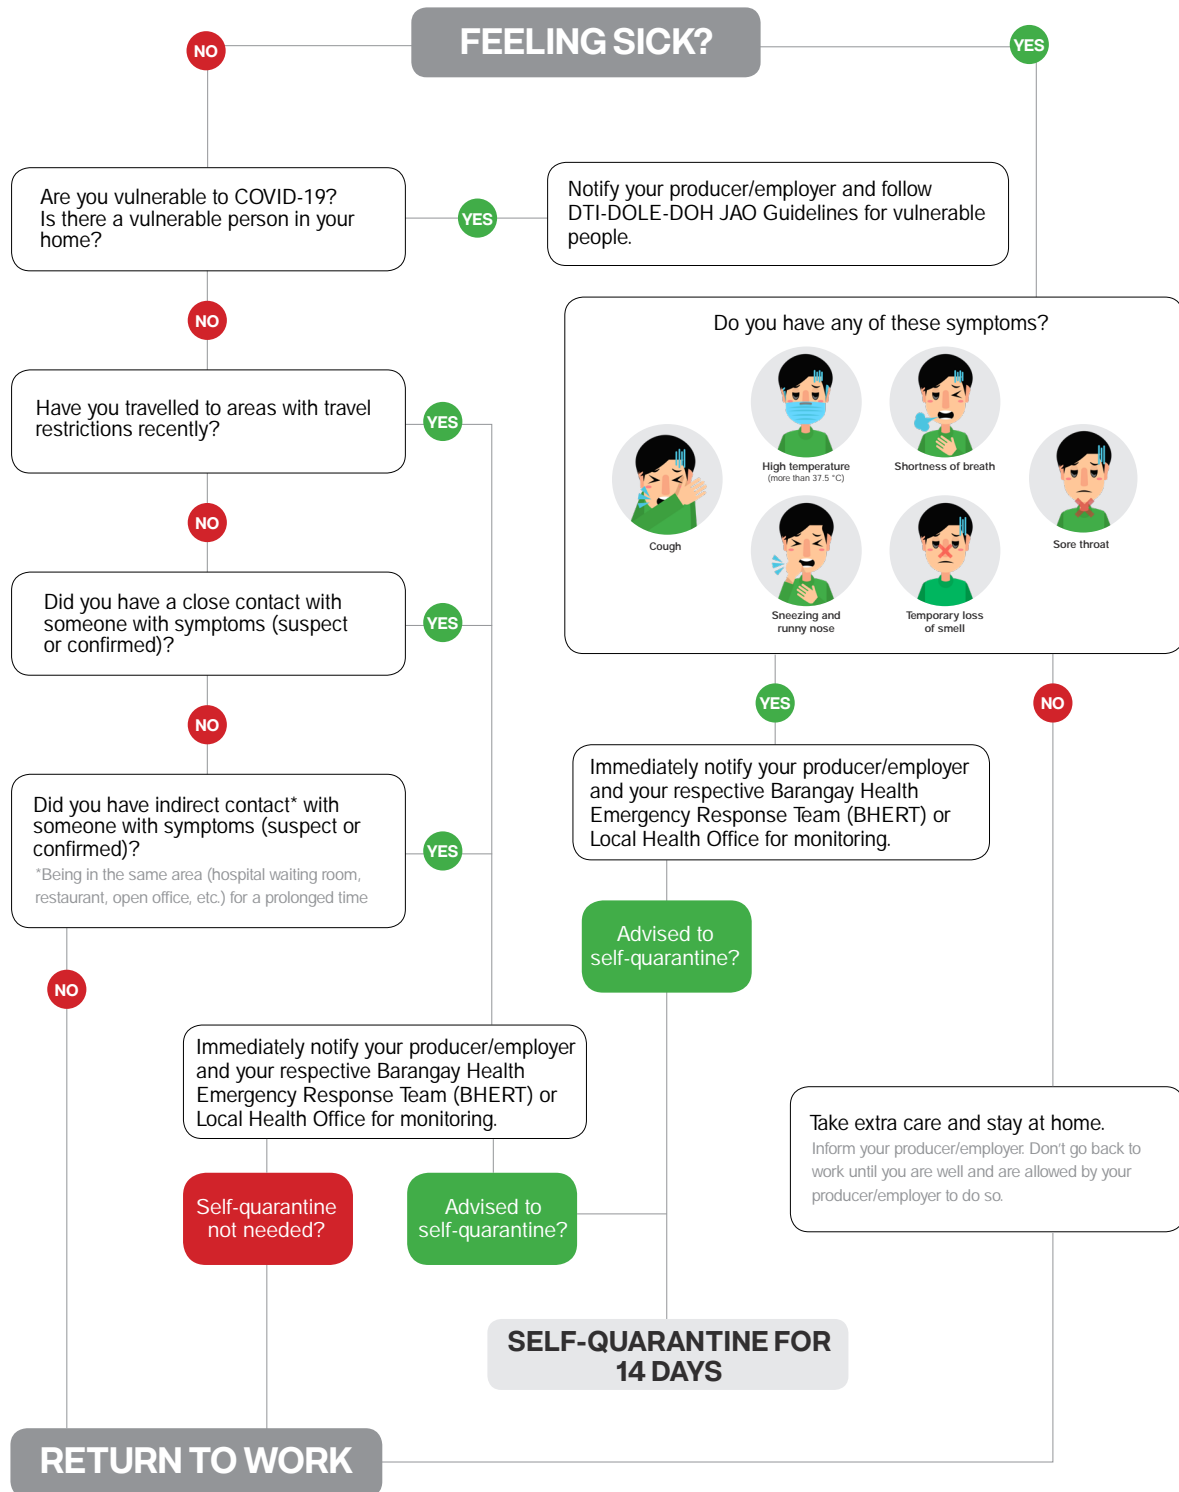 FEELING SICK?
NO
YES
Are you vulnerable to COVID-19?
Is there a vulnerable person in your
home?
YES
Notify your producer/employer and follow
DTI-DOLE-DOH JAO Guidelines for vulnerable
people.
NO
Do you have any of these symptoms?
Cough
High temperature
(more than 37.5 °C)
Shortness of breath
Sore throat
Sneezing and
runny nose
Temporary loss
of smell
Have you travelled to areas with travel
restrictions recently?
YES
NO
Did you have a close contact with
someone with symptoms (suspect
or confirmed)?
YES
NO
YES
NO
Did you have indirect contact* with
someone with symptoms (suspect or
confirmed)?
*Being in the same area (hospital waiting room,
restaurant, open office, etc.) for a prolonged time
YES
NO
Immediately notify your producer/employer
and your respective Barangay Health
Emergency Response Team (BHERT) or
Local Health Office for monitoring.
Advised to
self-quarantine?
Immediately notify your producer/employer
and your respective Barangay Health
Emergency Response Team (BHERT) or
Local Health Office for monitoring.
Take extra care and stay at home.
Inform your producer/employer. Don't go back to
work until you are well and are allowed by your
producer/employer to do so.
Self-quarantine
not needed?
Advised to
self-quarantine?
SELF-QUARANTINE FOR
14 DAYS
RETURN TO WORK